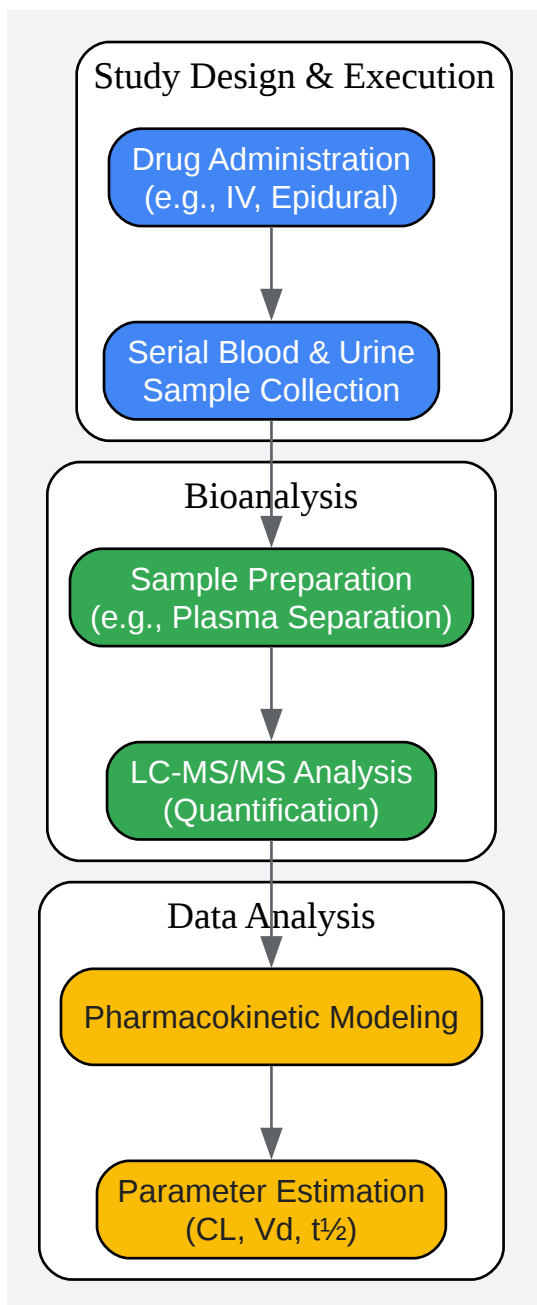 Study Design & Execution
Drug Administration
(e.g., IV, Epidural)
Serial Blood & Urine
Sample Collection
Bioanalysis
Sample Preparation
(e.g., Plasma Separation)
LC-MS/MS Analysis
(Quantification)
Data Analysis
Pharmacokinetic Modeling
Parameter Estimation
(CL, Vd, t½)